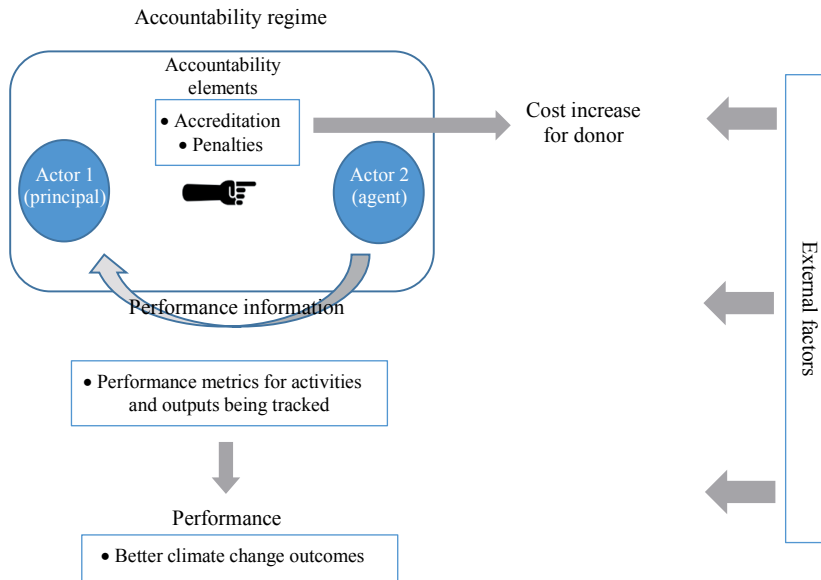 Accountability regime
Accountability
elements
• Accreditation
• Penalties
Actor 1
(principal)
Actor 2
(agent)
Cost increase
for donor
External factors
Performance information
• Performance metrics for activities
and outputs being tracked
Performance
• Better climate change outcomes